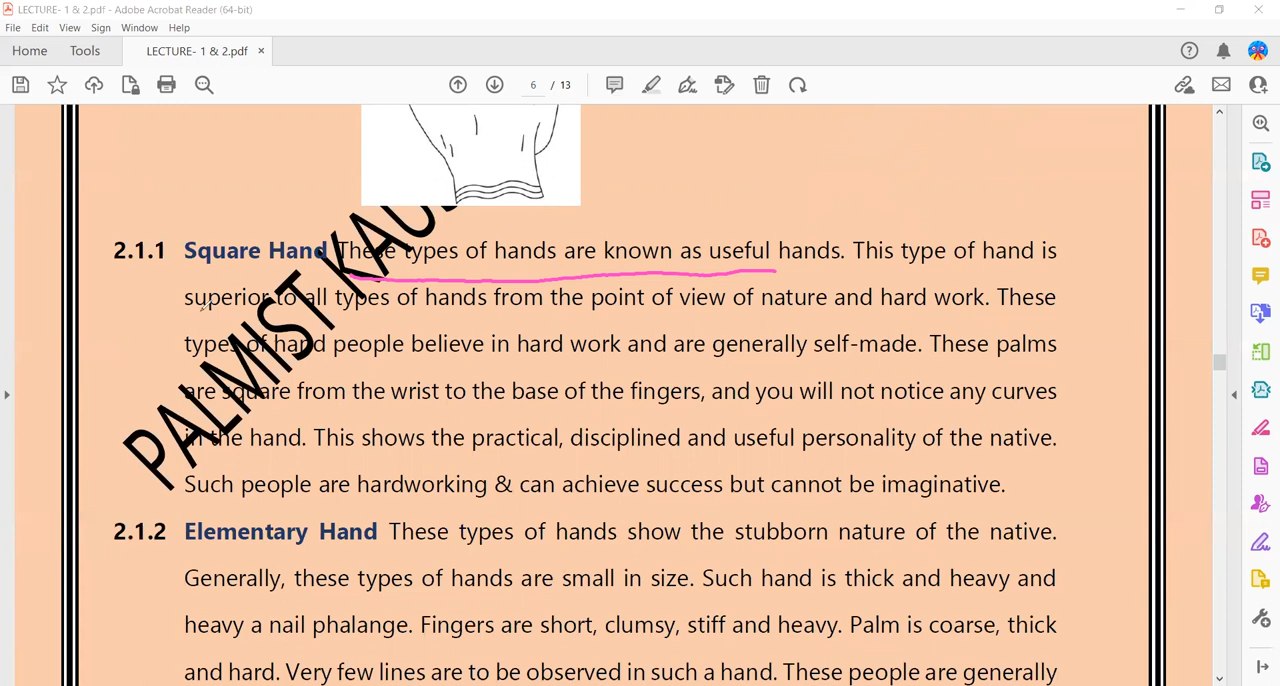 LECTURE- 1 & 2.pdf - Adobe Acrobat Reader (64-bit)
File Edit View Sign Window Help
Home Tools LECTURE- 1 & 2.pdf ×
6 / 13
2.1.1 Square Hand These types of hands are known as useful hands. This type of hand is
superior to all types of hands from the point of view of nature and hard work. These
types of hand people believe in hard work and are generally self-made. These palms
are square from the wrist to the base of the fingers, and you will not notice any curves
in the hand. This shows the practical, disciplined and useful personality of the native.
Such people are hardworking & can achieve success but cannot be imaginative.
PALMIST
2.1.2 Elementary Hand These types of hands show the stubborn nature of the native.
Generally, these types of hands are small in size. Such hand is thick and heavy and
heavy a nail phalange. Fingers are short, clumsy, stiff and heavy. Palm is coarse, thick
and hard. Very few lines are to be observed in such a hand. These people are generally